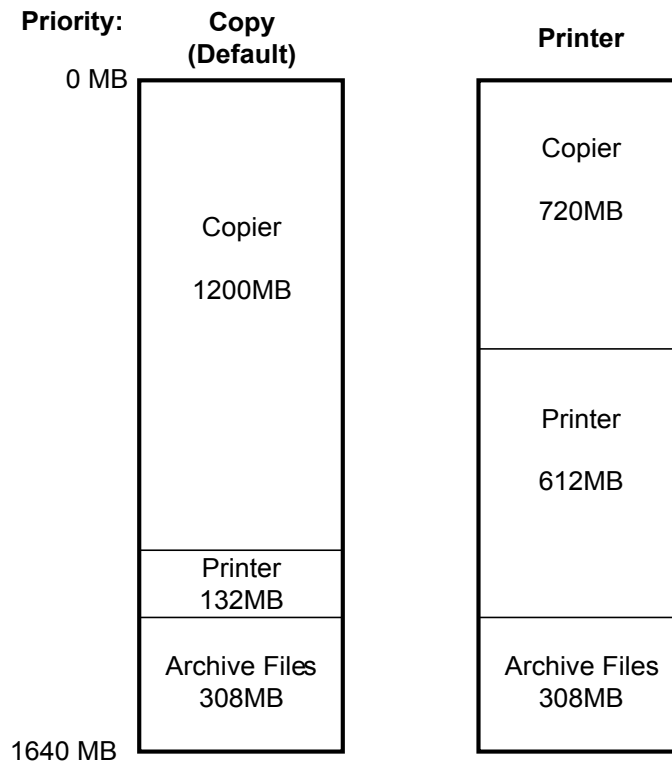 Priority:
Copy
(Default)
Printer
0 MB
Copier
1200MB
Printer
132MB
Archive Files
308MB
1640 MB
Copier
720MB
Printer
612MB
Archive Files
308MB